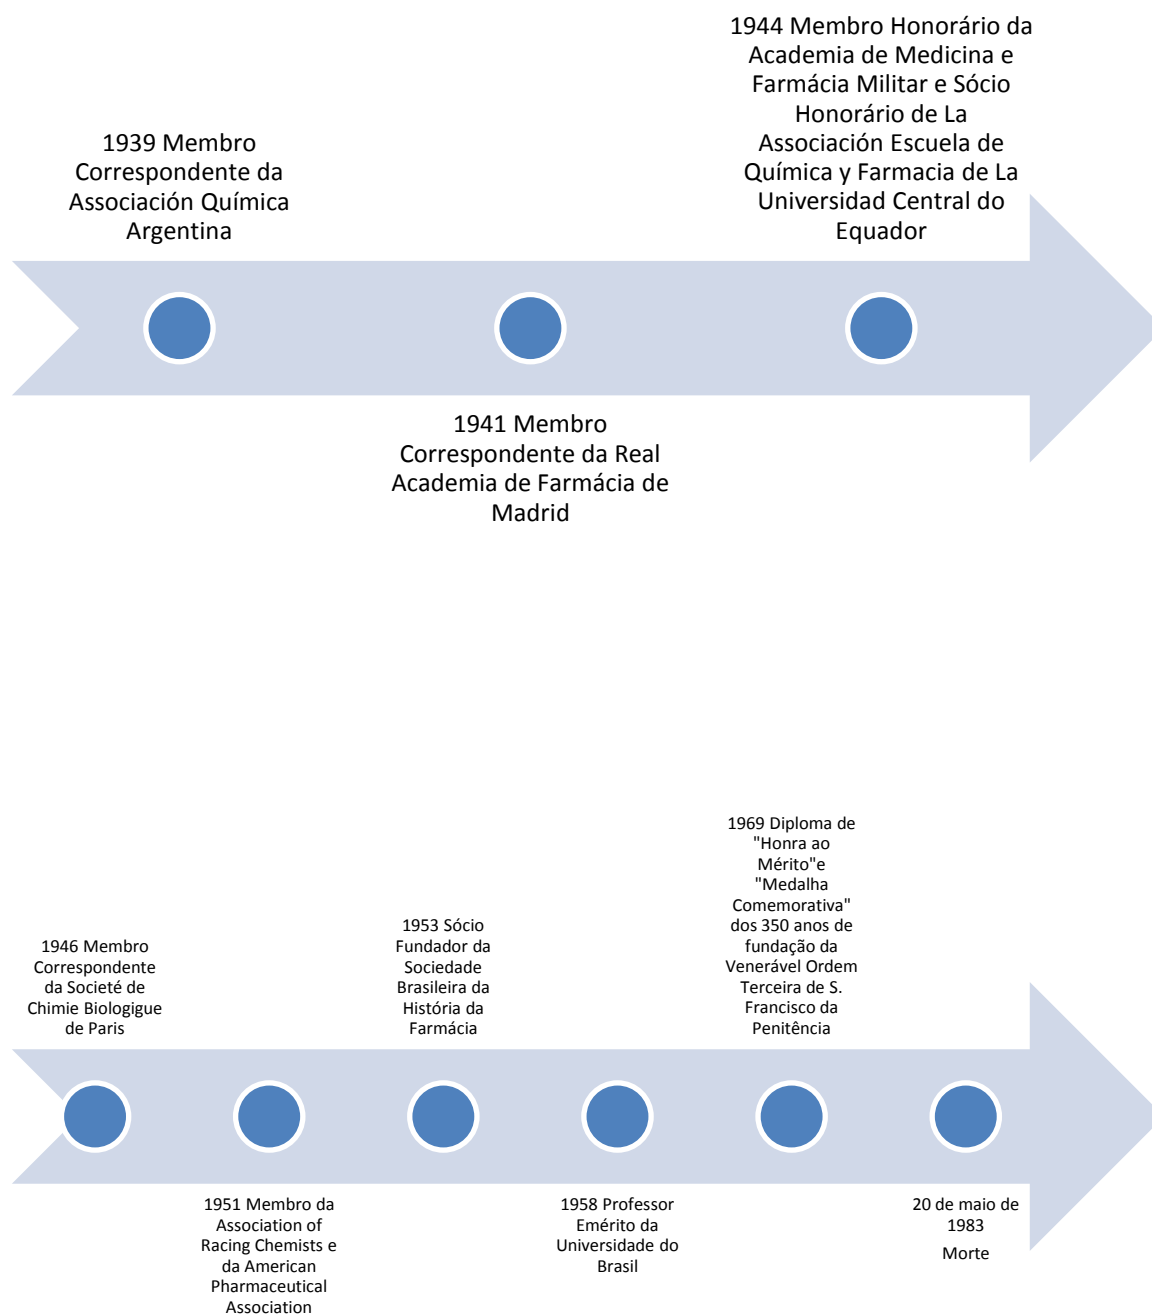 1939 Membro
Correspondente da
Associación Química
Argentina
1941 Membro
Correspondente da Real
Academia de Farmácia de
Madrid
1944 Membro Honorário da
Academia de Medicina e
Farmácia Militar e Sócio
Honorário de La
Associación Escuela de
Química y Farmacia de La
Universidad Central do
Equador
1946 Membro
Correspondente
da Societé de
Chimie Biologigue
de Paris
1951 Membro da
Association of
Racing Chemists e
da American
Pharmaceutical
Association
1953 Sócio
Fundador da
Sociedade
Brasileira da
História da
Farmácia
1958 Professor
Emérito da
Universidade do
Brasil
1969 Diploma de
"Honra ao
Mérito"e
"Medalha
Comemorativa"
dos 350 anos de
fundação da
Venerável Ordem
Terceira de S.
Francisco da
Penitência
20 de maio de
1983
Morte